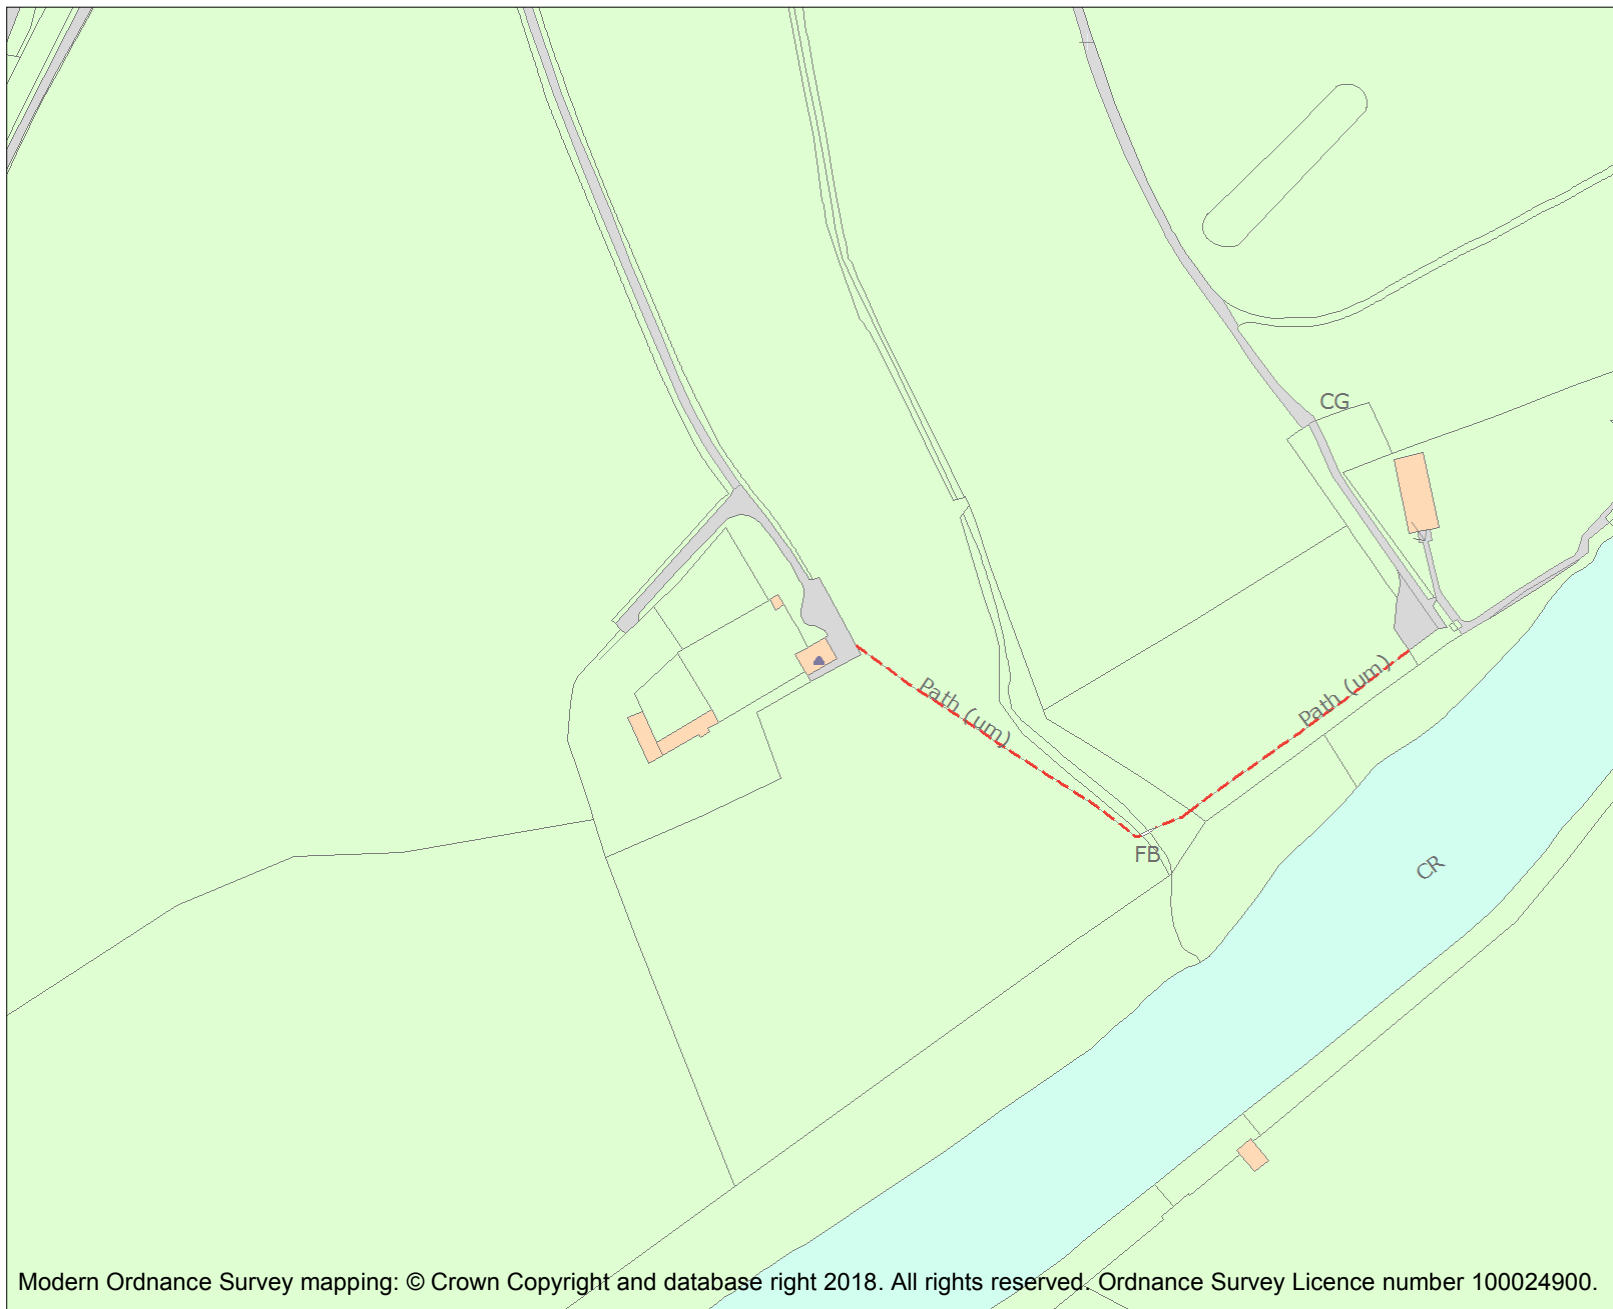 CG
Path (um)
Path (um)
FB
CR
Modern Ordnance Survey mapping: © Crown Copyright and database right 2018. All rights reserved. Ordnance Survey Licence number 100024900.